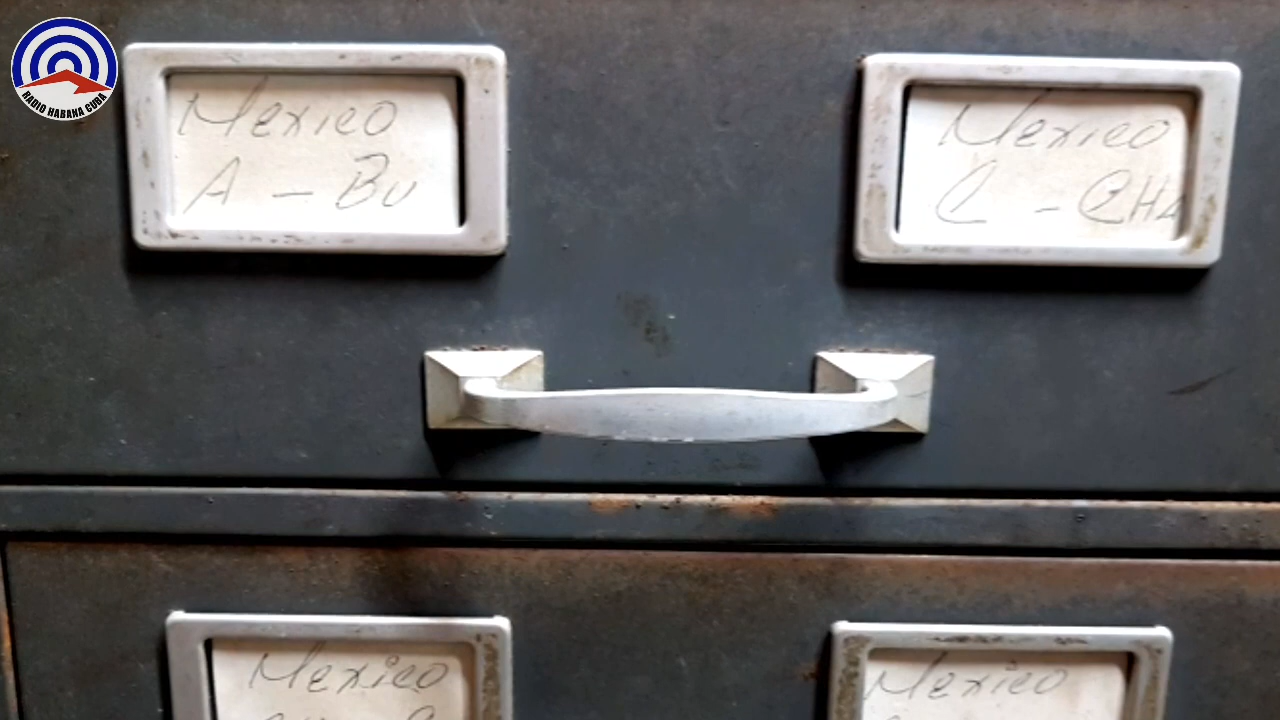 RADIO HABANA CUBA
Mexico
A - Bu
Mexico
C - CHA
Mexico
Mexico